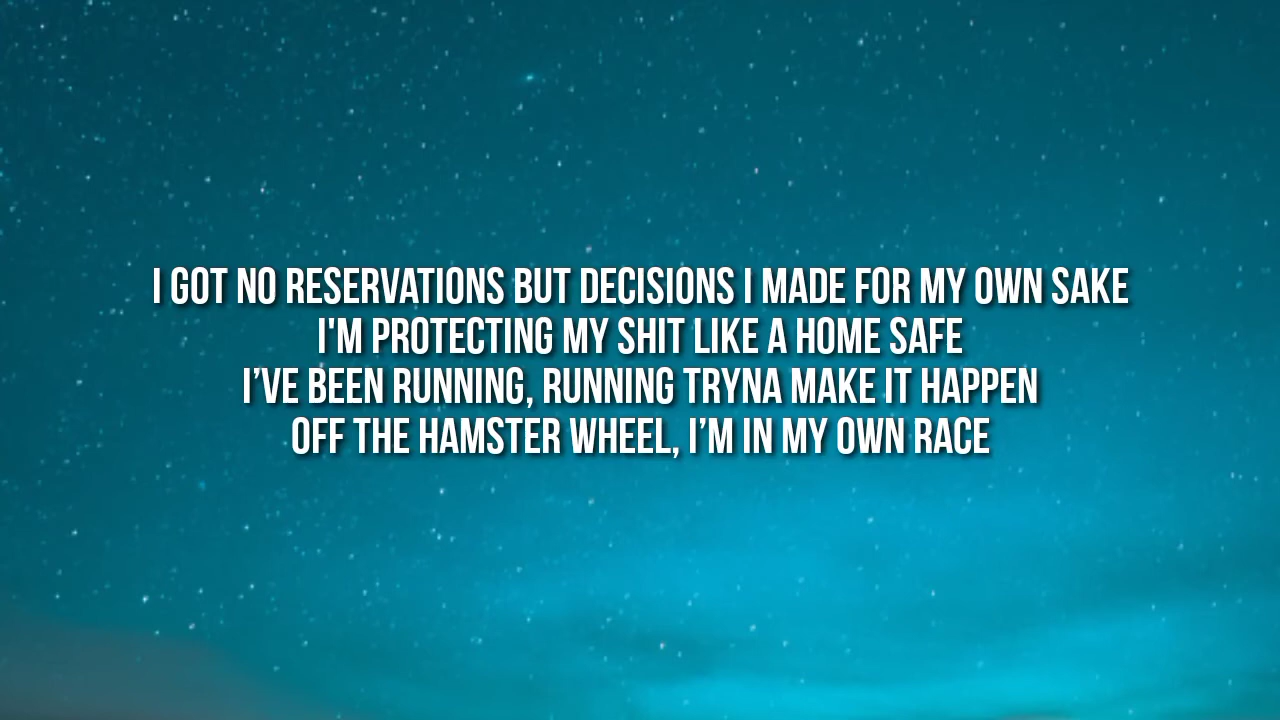 I GOT NO RESERVATIONS BUT DECISIONS I MADE FOR MY OWN SAKE
I'M PROTECTING MY SHIT LIKE A HOME SAFE
I’VE BEEN RUNNING, RUNNING TRYNA MAKE IT HAPPEN
OFF THE HAMSTER WHEEL, I’M IN MY OWN RACE